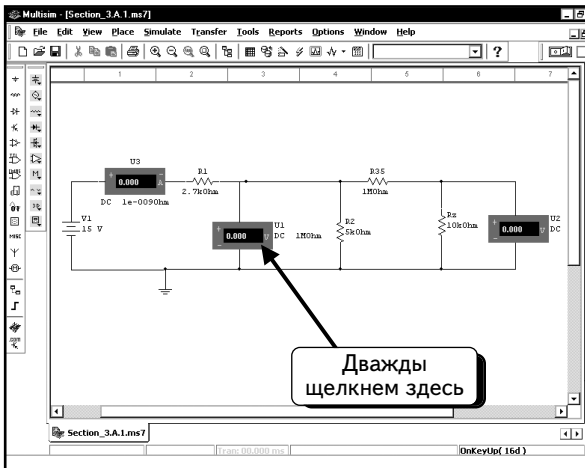 Multisim - [Section_3.A.1.ms7]
File Edit View Place Simulate Transfer Tools Reports Options Window Help
1 2 3 4 5 6 7
U3
+ 0.000 - A
DC 1e-009Ohm
R1
2.7kOhm
R35
1MOhm
V1
15 V
+ 0.000 V -
U1
DC 1MOhm
R2
5kOhm
Rz
10kOhm
+ 0.000 V -
U2
DC
Дважды
щелкнем здесь
Section_3.A.1.ms7
Tran: 00.000 ms
OnKeyUp( 16d )